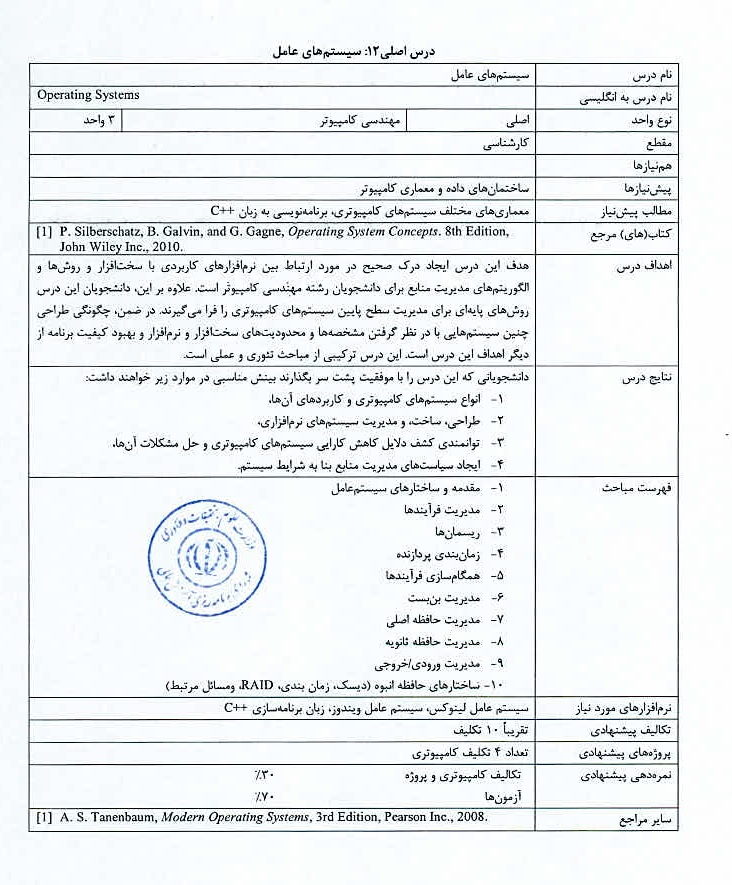 درس اصلی۱۲: سیستم‌های عامل
نام درس سیستم‌های عامل
نام درس به انگلیسی Operating Systems
نوع واحد اصلی مهندسی کامپیوتر ۳ واحد
مقطع کارشناسی
هم‌نیازها
پیش‌نیازها ساختمان‌های داده و معماری کامپیوتر
مطالب پیش‌نیاز معماری‌های مختلف سیستم‌های کامپیوتری، برنامه‌نویسی به زبان C++
کتاب(های) مرجع [1] P. Silberschatz, B. Galvin, and G. Gagne, Operating System Concepts. 8th Edition,
John Wiley Inc., 2010.
اهداف درس هدف این درس ایجاد درک صحیح در مورد ارتباط بین نرم‌افزارهای کاربردی با سخت‌افزار و روش‌ها و
الگوریتم‌های مدیریت منابع برای دانشجویان رشته مهندسی کامپیوتر است. علاوه بر این، دانشجویان این درس
روش‌های پایه‌ای برای مدیریت سطح پایین سیستم‌های کامپیوتری را فرا می‌گیرند. در ضمن، چگونگی طراحی
چنین سیستم‌هایی با در نظر گرفتن مشخصه‌ها و محدودیت‌های سخت‌افزار و نرم‌افزار و بهبود کیفیت برنامه از
دیگر اهداف این درس است. این درس ترکیبی از مباحث تئوری و عملی است.
نتایج درس دانشجویانی که این درس را با موفقیت پشت سر بگذارند بینش مناسبی در موارد زیر خواهند داشت:
۱- انواع سیستم‌های کامپیوتری و کاربردهای آن‌ها،
۲- طراحی، ساخت، و مدیریت سیستم‌های نرم‌افزاری،
۳- توانمندی کشف دلایل کاهش کارایی سیستم‌های کامپیوتری و حل مشکلات آن‌ها،
۴- ایجاد سیاست‌های مدیریت منابع بنا به شرایط سیستم.
فهرست مباحث ۱- مقدمه و ساختارهای سیستم‌عامل
۲- مدیریت فرآیندها
۳- ریسمان‌ها
۴- زمان‌بندی پردازنده
۵- همگام‌سازی فرآیندها
۶- مدیریت بن‌بست
۷- مدیریت حافظه اصلی
۸- مدیریت حافظه ثانویه
۹- مدیریت ورودی/خروجی
۱۰- ساختارهای حافظه انبوه (دیسک، زمان بندی، RAID، ومسائل مرتبط)
نرم‌افزارهای مورد نیاز سیستم عامل لینوکس، سیستم عامل ویندوز، زبان برنامه‌سازی C++
تکالیف پیشنهادی تقریباً ۱۰ تکلیف
پروژه‌های پیشنهادی تعداد ۴ تکلیف کامپیوتری
نمره‌دهی پیشنهادی تکالیف کامپیوتری و پروژه ۳۰٪
آزمون‌ها ۷۰٪
سایر مراجع [1] A. S. Tanenbaum, Modern Operating Systems, 3rd Edition, Pearson Inc., 2008.
وزارت علوم، تحقیقات و فناوری